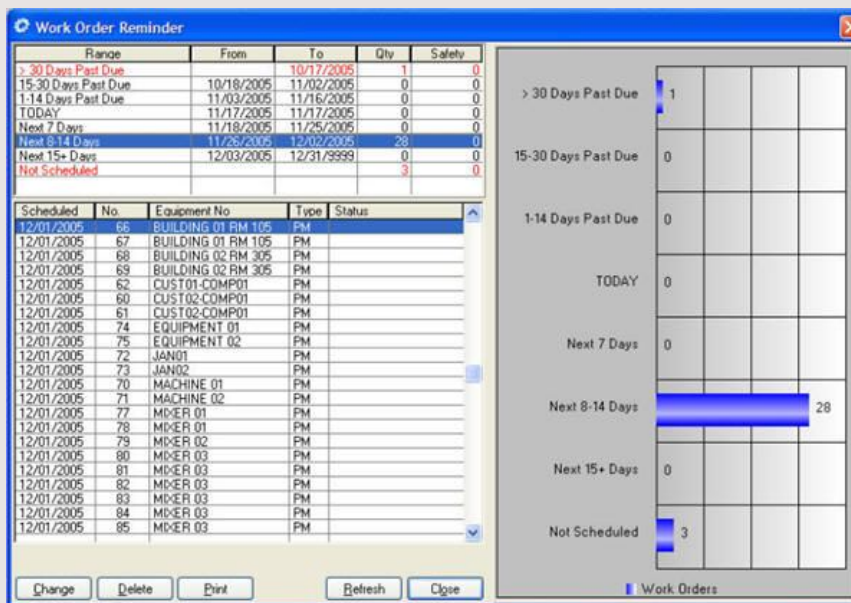 Work Order Reminder
Range From To Qty Safety
> 30 Days Past Due 10/17/2005 1 0
15-30 Days Past Due 10/18/2005 11/02/2005 0 0
1-14 Days Past Due 11/03/2005 11/16/2005 0 0
TODAY 11/17/2005 11/17/2005 0 0
Next 7 Days 11/18/2005 11/25/2005 0 0
Next 8-14 Days 11/26/2005 12/02/2005 28 0
Next 15+ Days 12/03/2005 12/31/9999 0 0
Not Scheduled 3 0
Scheduled No. Equipment No Type Status
12/01/2005 66 BUILDING 01 RM 105 PM
12/01/2005 67 BUILDING 01 RM 105 PM
12/01/2005 68 BUILDING 02 RM 305 PM
12/01/2005 69 BUILDING 02 RM 305 PM
12/01/2005 62 CUST01-COMP01 PM
12/01/2005 60 CUST02-COMP01 PM
12/01/2005 61 CUST02-COMP01 PM
12/01/2005 74 EQUIPMENT 01 PM
12/01/2005 75 EQUIPMENT 02 PM
12/01/2005 72 JAN01 PM
12/01/2005 73 JAN02 PM
12/01/2005 70 MACHINE 01 PM
12/01/2005 71 MACHINE 02 PM
12/01/2005 77 MIXER 01 PM
12/01/2005 78 MIXER 01 PM
12/01/2005 79 MIXER 02 PM
12/01/2005 80 MIXER 03 PM
12/01/2005 81 MIXER 03 PM
12/01/2005 82 MIXER 03 PM
12/01/2005 83 MIXER 03 PM
12/01/2005 84 MIXER 03 PM
12/01/2005 85 MIXER 03 PM
Change Delete Print Refresh Close
> 30 Days Past Due 1
15-30 Days Past Due 0
1-14 Days Past Due 0
TODAY 0
Next 7 Days 0
Next 8-14 Days 28
Next 15+ Days 0
Not Scheduled 3
Work Orders